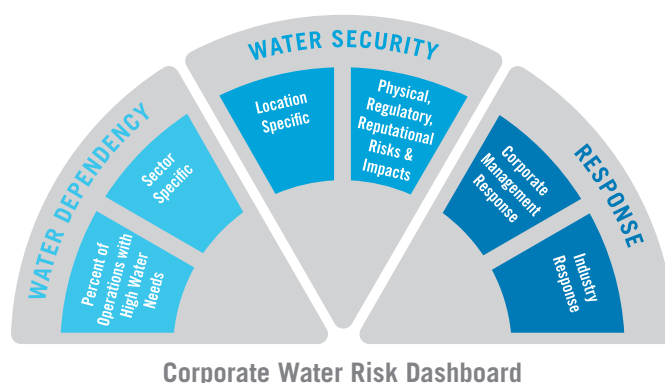 WATER DEPENDENCY
Percent of
Operations with
High Water
Needs
Sector
Specific
WATER SECURITY
Location
Specific
Physical,
Regulatory,
Reputational
Risks &
Impacts
RESPONSE
Corporate
Management
Response
Industry
Response
Corporate Water Risk Dashboard